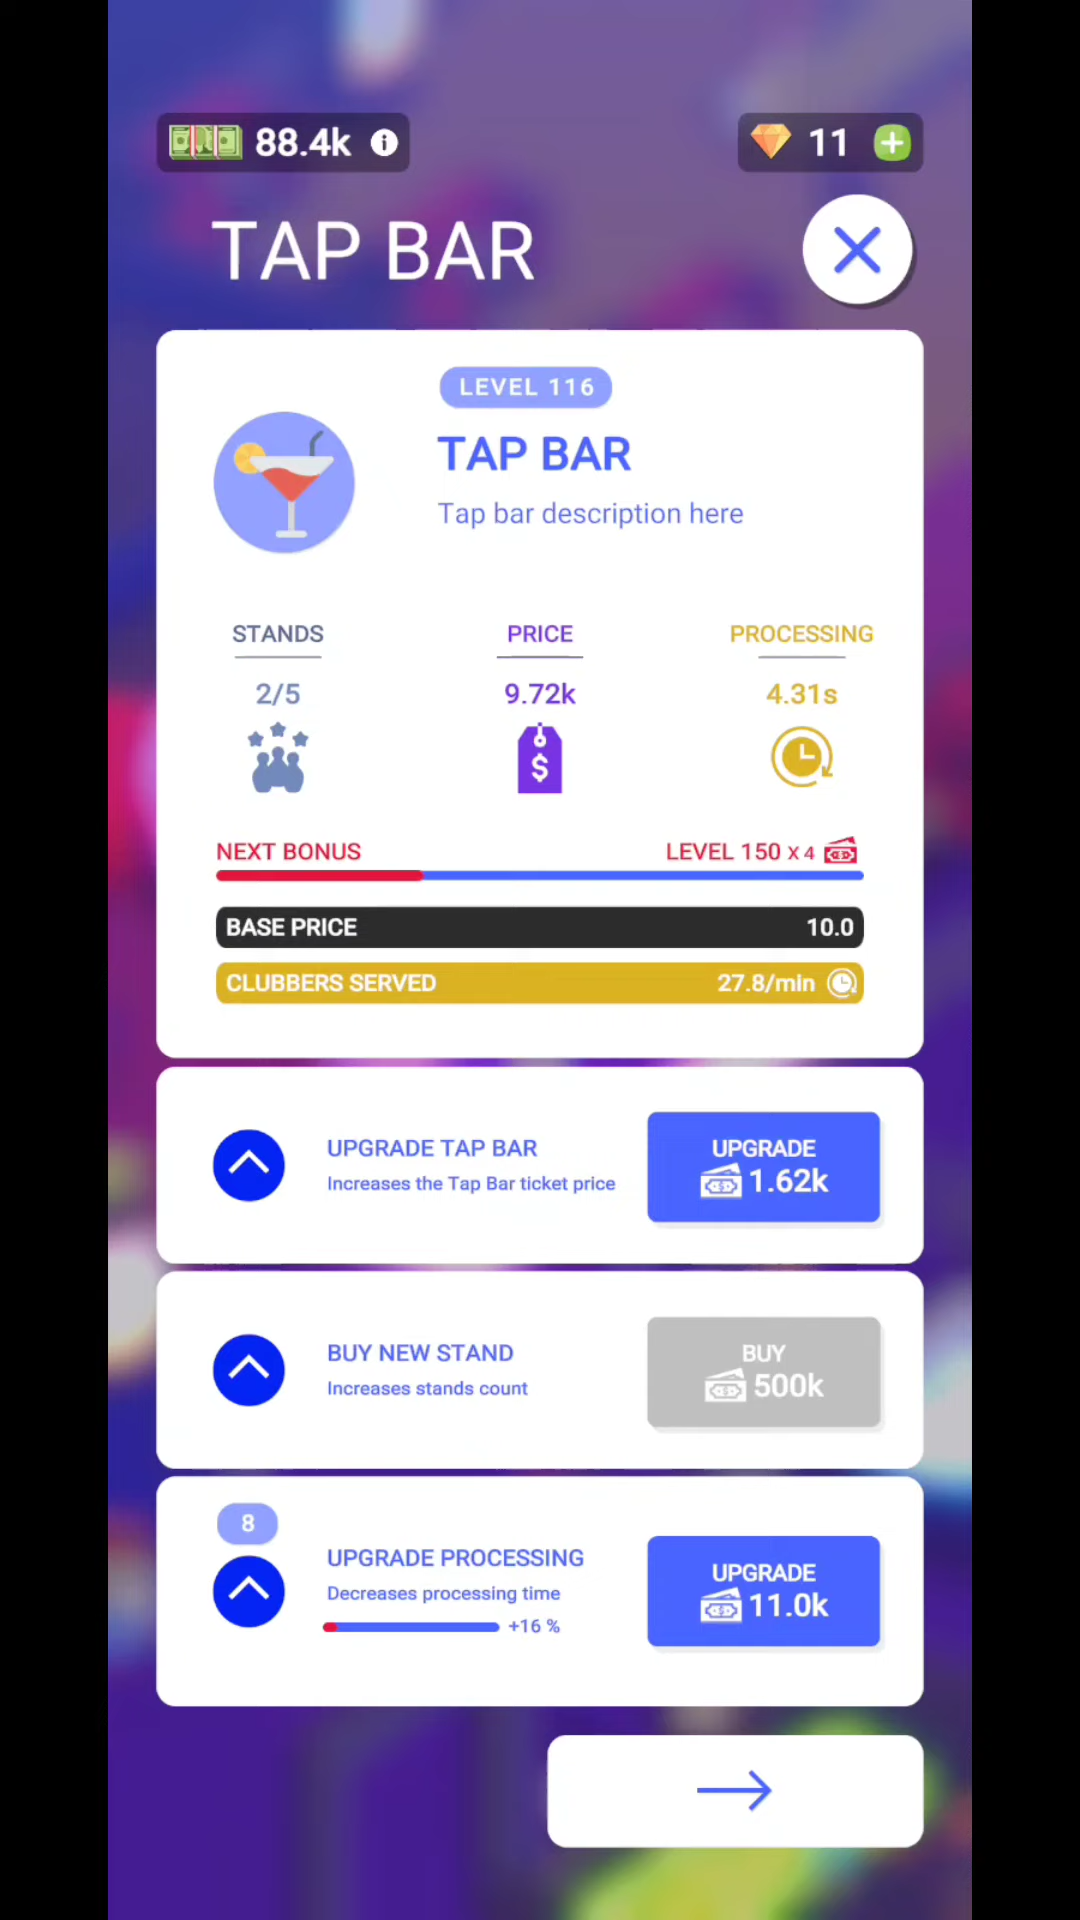 88.4k
11
TAP BAR
LEVEL 116
TAP BAR
Tap bar description here
STANDS PRICE PROCESSING
2/5 9.72k 4.31s
NEXT BONUS LEVEL 150 X 4
BASE PRICE 10.0
CLUBBERS SERVED 27.8/min
UPGRADE TAP BAR
Increases the Tap Bar ticket price
UPGRADE
1.62k
BUY NEW STAND
Increases stands count
BUY
500k
8
UPGRADE PROCESSING
Decreases processing time
+16 %
UPGRADE
11.0k